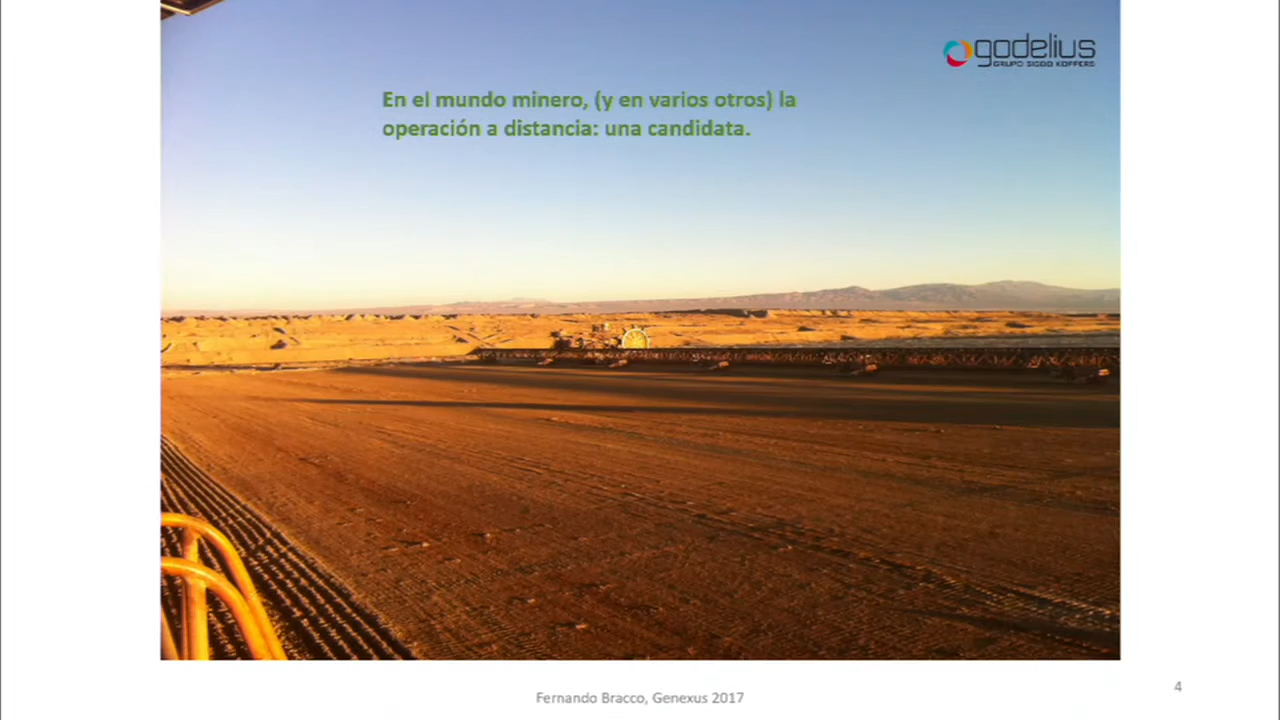 godelius
GRUPO SIGDO KOPPERS
En el mundo minero, (y en varios otros) la
operación a distancia: una candidata.
Fernando Bracco, Genexus 2017
4